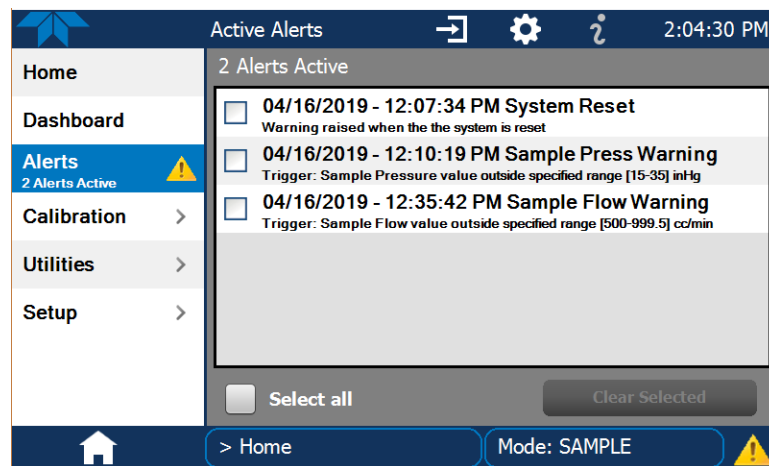 Active Alerts
2:04:30 PM
Home
Dashboard
Alerts
2 Alerts Active
Calibration
Utilities
Setup
2 Alerts Active
04/16/2019 - 12:07:34 PM System Reset
Warning raised when the the system is reset
04/16/2019 - 12:10:19 PM Sample Press Warning
Trigger: Sample Pressure value outside specified range [15-35] inHg
04/16/2019 - 12:35:42 PM Sample Flow Warning
Trigger: Sample Flow value outside specified range [500-999.5] cc/min
Select all
Clear Selected
> Home
Mode: SAMPLE